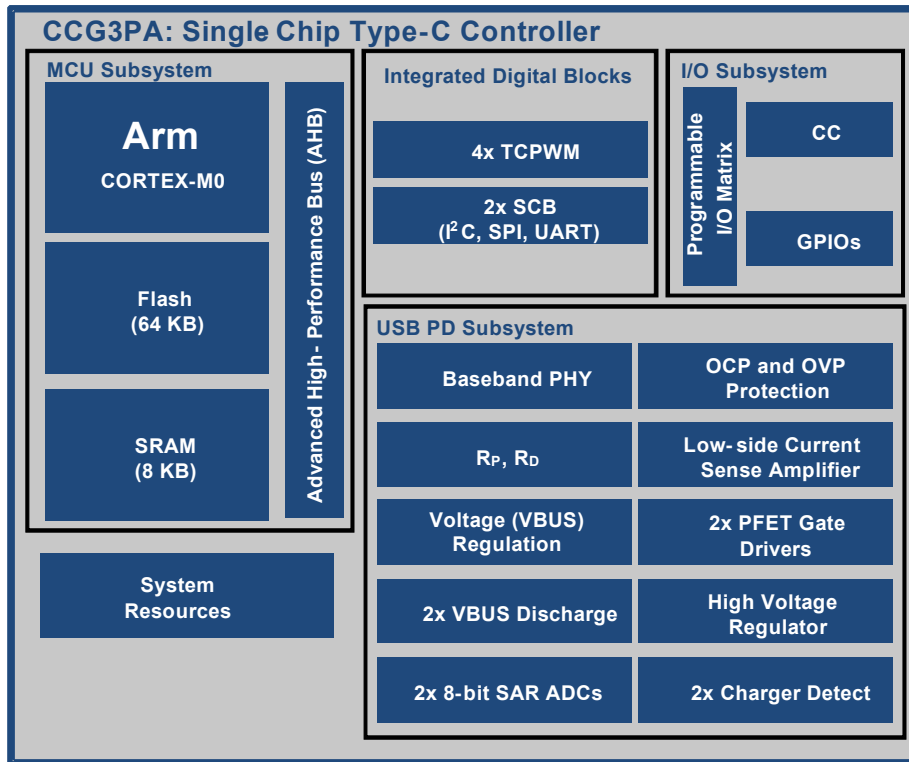 CCG3PA: Single Chip Type-C Controller
MCU Subsystem
Arm
CORTEX-M0
Flash
(64 KB)
SRAM
(8 KB)
Advanced High- Performance Bus (AHB)
System
Resources
Integrated Digital Blocks
4x TCPWM
2x SCB
(I² C, SPI, UART)
I/O Subsystem
Programmable
I/O Matrix
CC
GPIOs
USB PD Subsystem
Baseband PHY
OCP and OVP
Protection
RP, RD
Low- side Current
Sense Amplifier
Voltage (VBUS)
Regulation
2x PFET Gate
Drivers
2x VBUS Discharge
High Voltage
Regulator
2x 8-bit SAR ADCs
2x Charger Detect